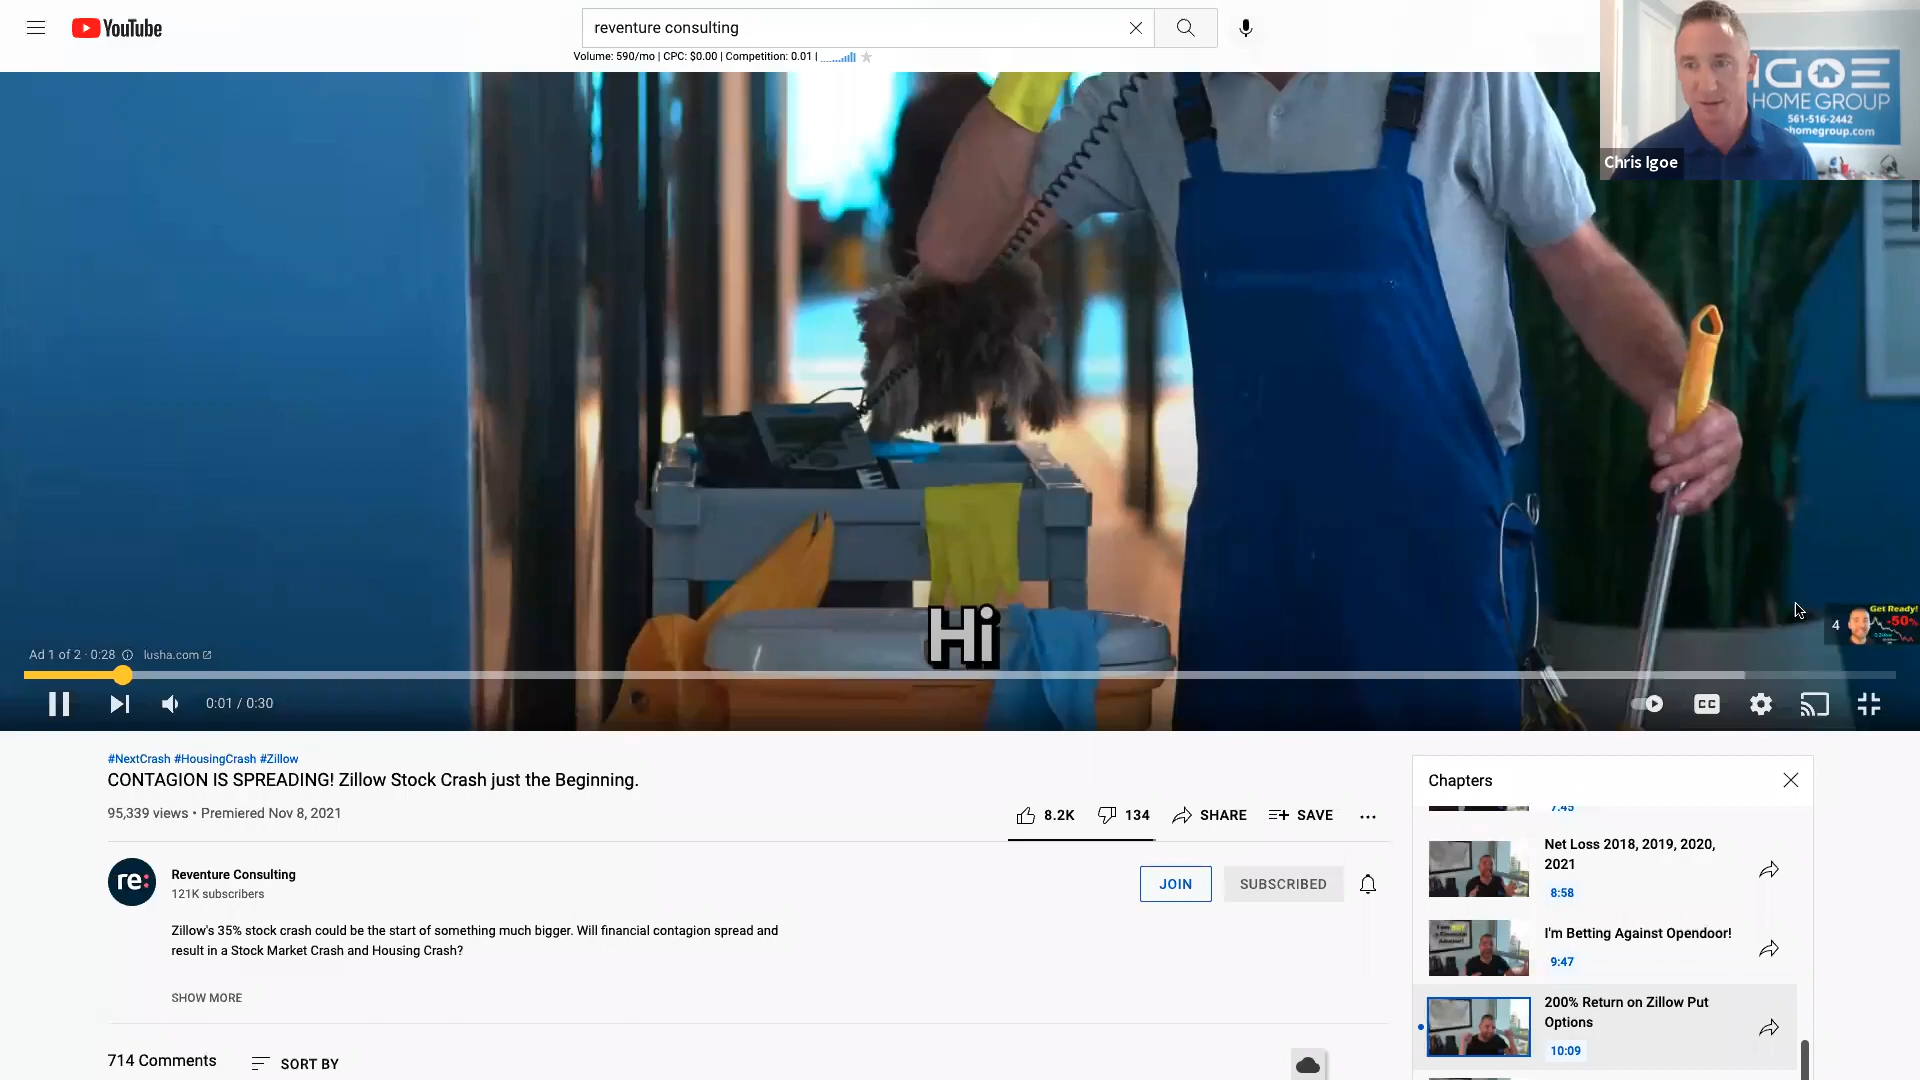 YouTube
reventure consulting
Volume: 590/mo | CPC: $0.00 | Competition: 0.01 |
IGOE
HOME GROUP
561-516-2442
homegroup.com
Chris Igoe
Hi
4
Get Ready!
-50%
Ad 1 of 2 · 0:28
lusha.com
0:01 / 0:30
CC
#NextCrash #HousingCrash #Zillow
CONTAGION IS SPREADING! Zillow Stock Crash just the Beginning.
95,339 views • Premiered Nov 8, 2021
8.2K
134
SHARE
SAVE
re:
Reventure Consulting
121K subscribers
JOIN
SUBSCRIBED
Zillow's 35% stock crash could be the start of something much bigger. Will financial contagion spread and
result in a Stock Market Crash and Housing Crash?
SHOW MORE
714 Comments
SORT BY
Chapters
7:45
Net Loss 2018, 2019, 2020,
2021
8:58
I'm Betting Against Opendoor!
9:47
200% Return on Zillow Put
Options
10:09